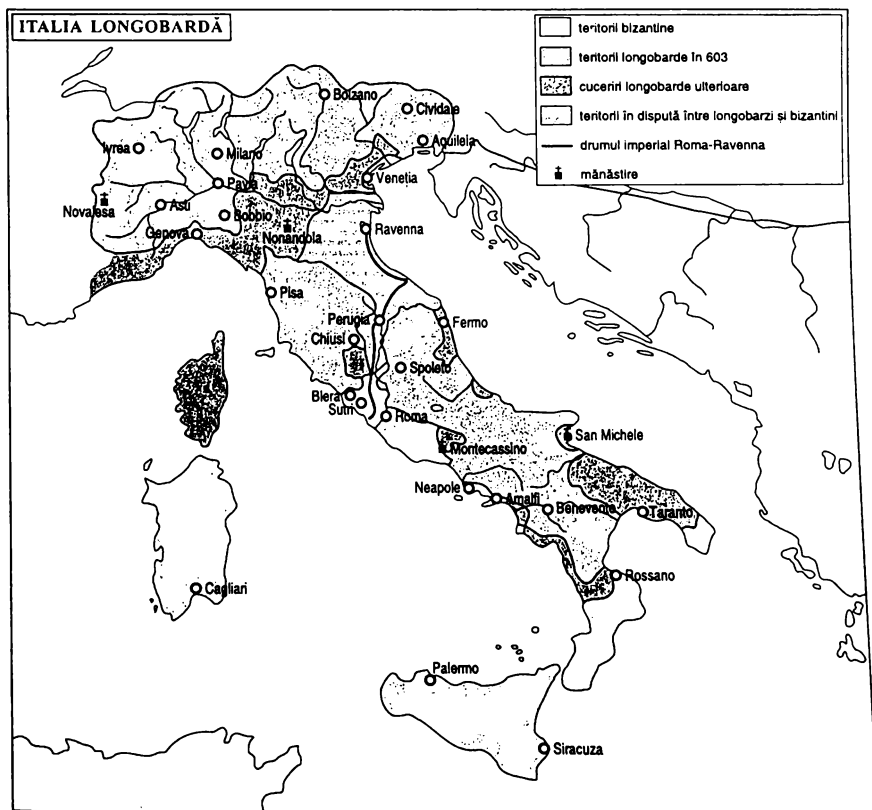 ITALIA LONGOBARDĂ
teritorii bizantine
teritorii longobarde în 603
cuceriri longobarde ulterioare
teritorii în dispută între longobarzi și bizantini
drumul imperial Roma-Ravenna
mănăstire
Bolzano
Cividale
Aquileia
Ivrea
Milano
Veneția
Pavia
Novalesa
Asti
Bobbio
Nonandola
Genova
Ravenna
Pisa
Perugia
Fermo
Chiusi
Spoleto
Blera
Sutri
Roma
San Michele
Montecassino
Neapole
Amalfi
Benevente
Taranto
Rossano
Cagliari
Palermo
Siracuza